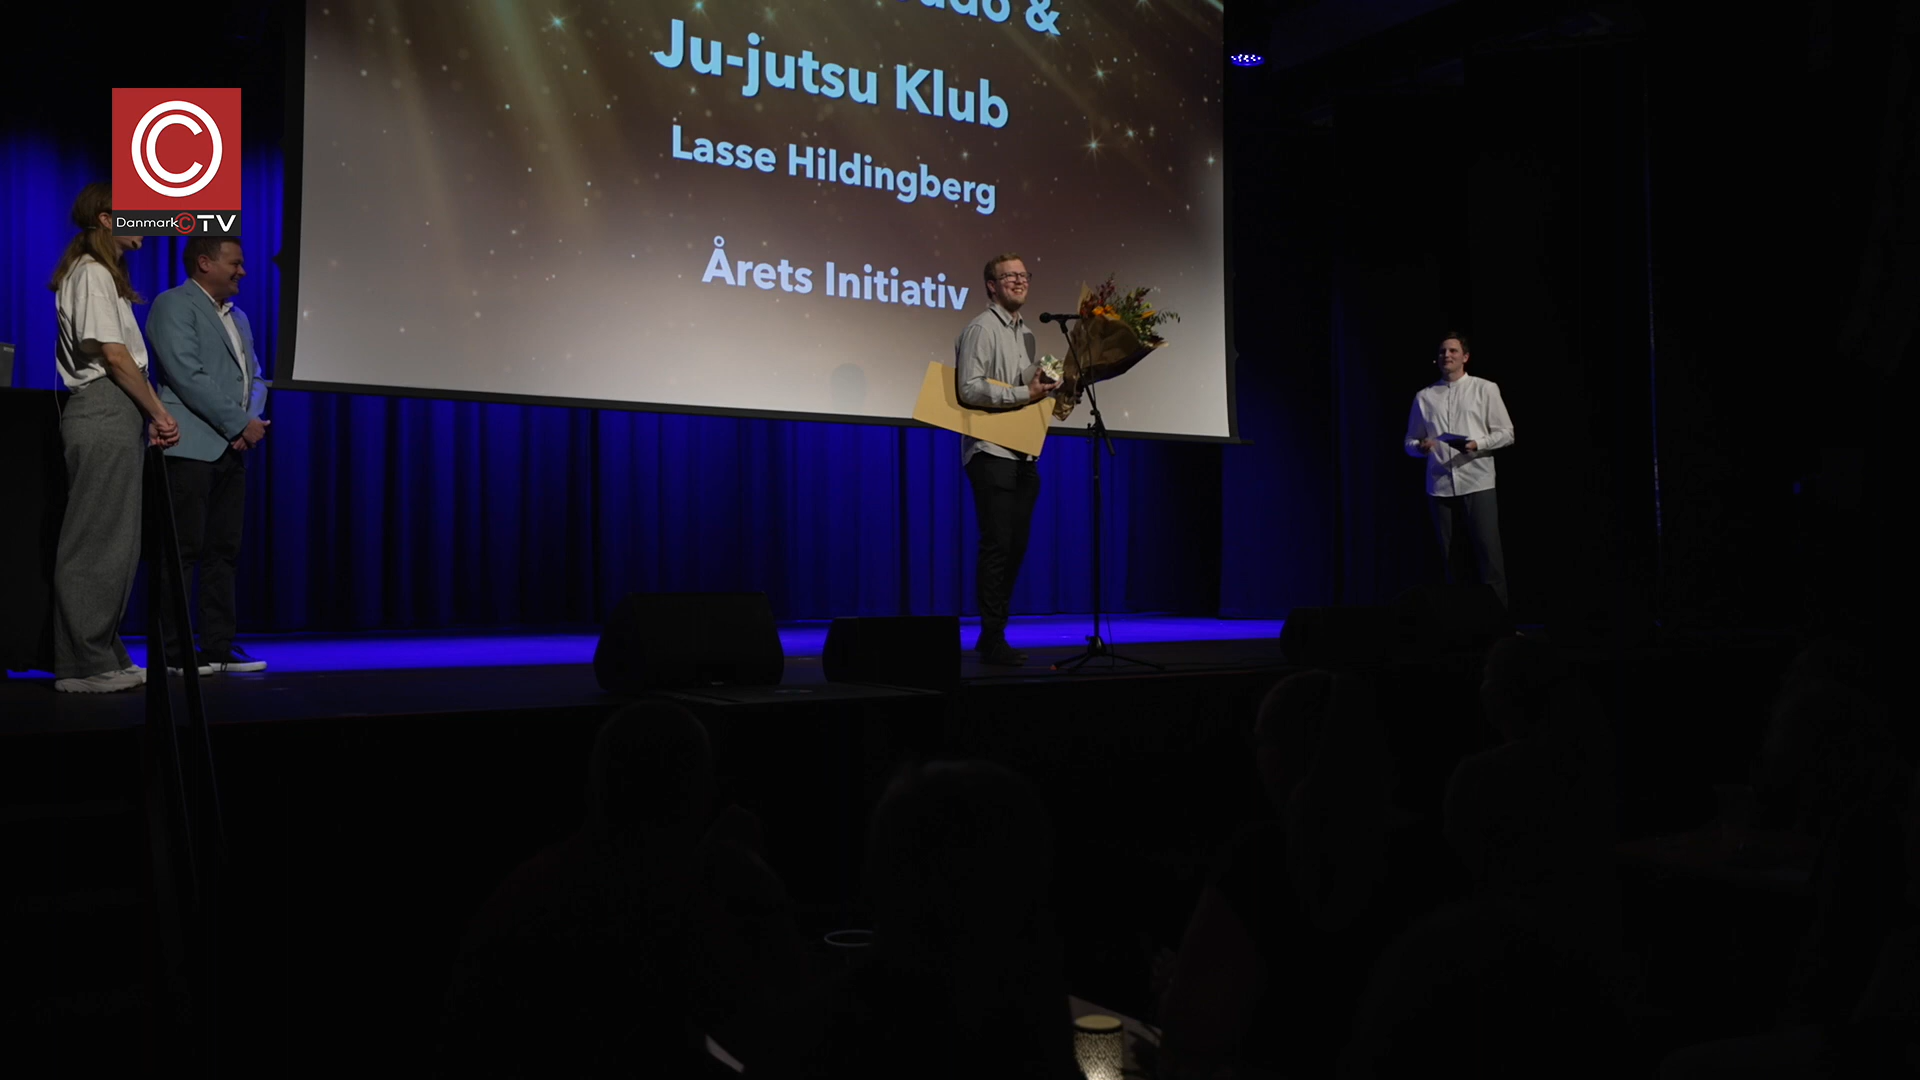 &
Ju-jutsu Klub
Lasse Hildingberg
Årets Initiativ
C
Danmark C TV